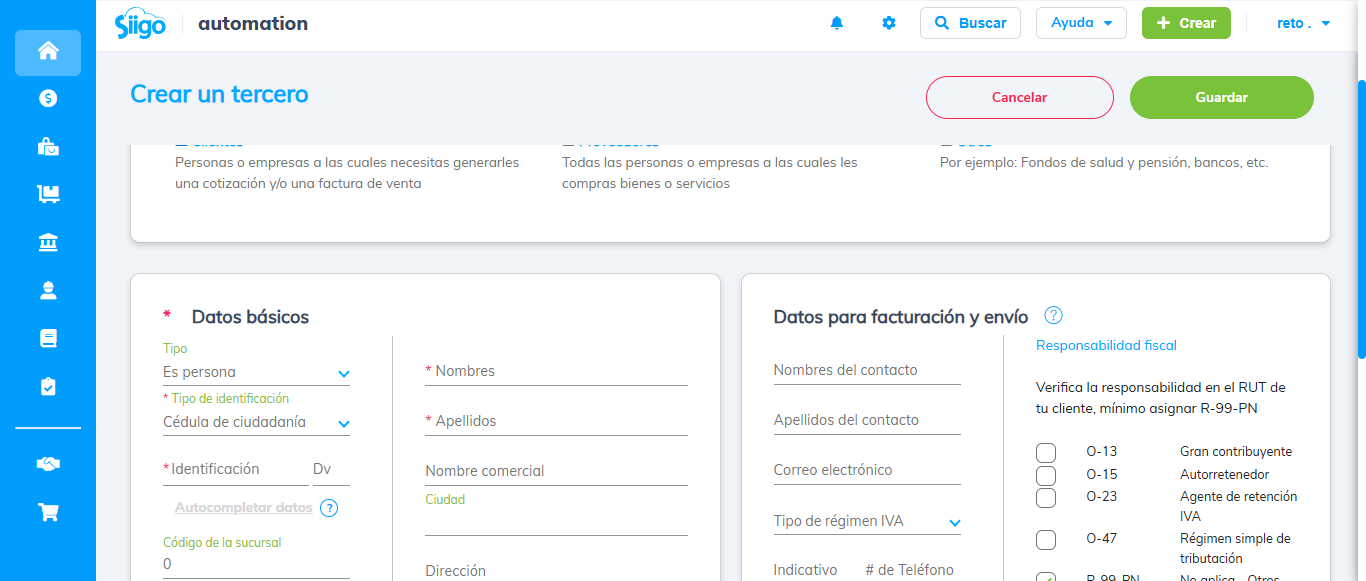 Siigo
automation
Buscar
Ayuda
Crear
reto .
Crear un tercero
Cancelar
Guardar
Clientes
Proveedores
Otros
Personas o empresas a las cuales necesitas generarles
una cotización y/o una factura de venta
Todas las personas o empresas a las cuales les
compras bienes o servicios
Por ejemplo: Fondos de salud y pensión, bancos, etc.
* Datos básicos
Tipo
Es persona
* Tipo de identificación
Cédula de ciudadanía
*Identificación
Dv
Autocompletar datos ?
Código de la sucursal
0
* Nombres
* Apellidos
Nombre comercial
Ciudad
Dirección
Datos para facturación y envío ?
Nombres del contacto
Apellidos del contacto
Correo electrónico
Tipo de régimen IVA
Indicativo
# de Teléfono
Responsabilidad fiscal
Verifica la responsabilidad en el RUT de
tu cliente, mínimo asignar R-99-PN
O-13 Gran contribuyente
O-15 Autorretenedor
O-23 Agente de retención
IVA
O-47 Régimen simple de
tributación
R-99-PN No aplica - Otros